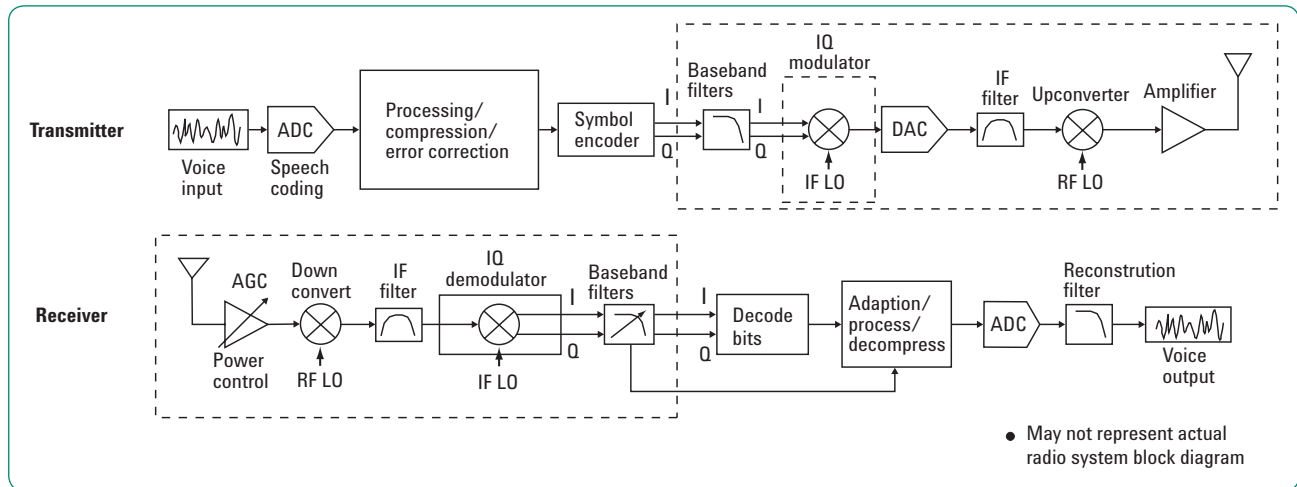 Transmitter
Voice
input
ADC
Speech
coding
Processing/
compression/
error correction
Symbol
encoder
I
Q
Baseband
filters
I
Q
IQ
modulator
IF LO
DAC
IF
filter
Upconverter
RF LO
Amplifier
Receiver
AGC
Power
control
Down
convert
RF LO
IF
filter
IQ
demodulator
IF LO
I
Q
Baseband
filters
I
Q
Decode
bits
Adaption/
process/
decompress
ADC
Reconstrution
filter
Voice
output
● May not represent actual
radio system block diagram